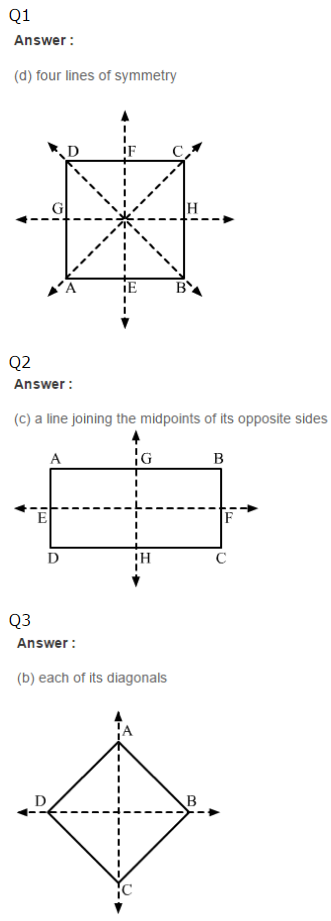 Q1
Answer :
(d) four lines of symmetry
D F C
G H
A E B
Q2
Answer :
(c) a line joining the midpoints of its opposite sides
A G B
E F
D H C
Q3
Answer :
(b) each of its diagonals
A
D B
C